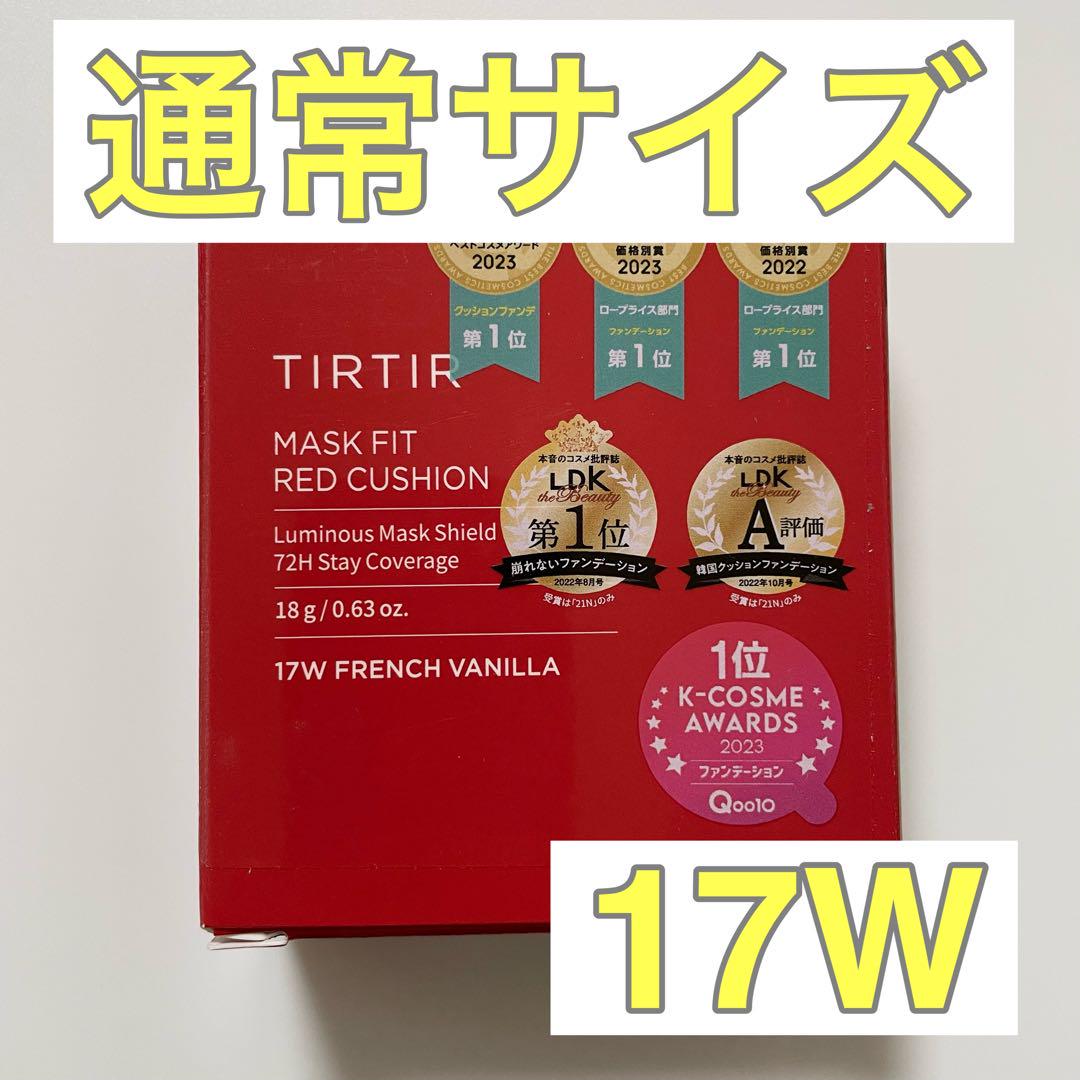 通常サイズ
ベストコスメアワード
2023
クッションファンデ
第1位
価格別賞
2023
THE BEST COSMETICS AWARDS
ロープライス部門
ファンデーション
第1位
価格別賞
2022
THE BEST COSMETICS AWARDS
ロープライス部門
ファンデーション
第1位
TIRTIR
MASK FIT
RED CUSHION
Luminous Mask Shield
72H Stay Coverage
18 g / 0.63 oz.
17W FRENCH VANILLA
本音のコスメ批評誌
LDK
the Beauty
第1位
崩れないファンデーション
2022年8月号
受賞は「21N」のみ
本音のコスメ批評誌
LDK
the Beauty
A評価
韓国クッションファンデーション
2022年10月号
受賞は「21N」のみ
1位
K-COSME
AWARDS
2023
ファンデーション
Qoo10
17W